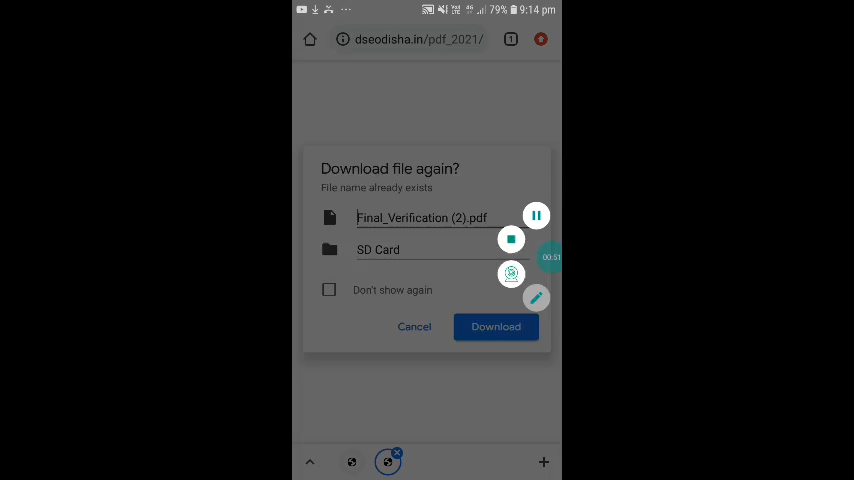 79% 9:14 pm
dseodisha.in/pdf_2021/
1
Download file again?
File name already exists
Final_Verification (2).pdf
SD Card
00:51
Don't show again
Cancel
Download